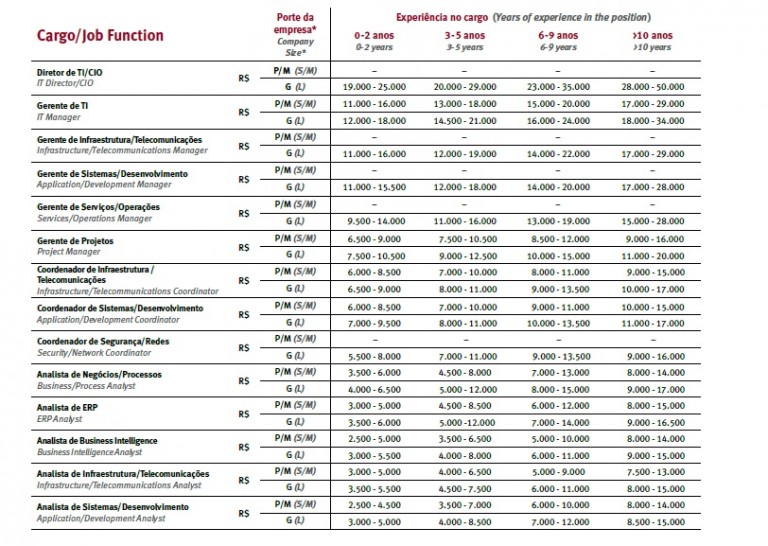 Cargo/Job Function
Porte da
empresa*
Company
Size*
Experiência no cargo (Years of experience in the position)
0-2 anos 3-5 anos 6-9 anos >10 anos
0-2 years 3-5 years 6-9 years >10 years
Diretor de TI/CIO
IT Director/CIO
R$
P/M (S/M) – – – –
G (L) 19.000 - 25.000 20.000 - 29.000 23.000 - 35.000 28.000 - 50.000
Gerente de TI
IT Manager
R$
P/M (S/M) 11.000 - 16.000 13.000 - 18.000 15.000 - 20.000 17.000 - 29.000
G (L) 12.000 - 18.000 14.500 - 21.000 16.000 - 24.000 18.000 - 34.000
Gerente de Infraestrutura/Telecomunicações
Infrastructure/Telecommunications Manager
R$
P/M (S/M) – – – –
G (L) 11.000 - 16.000 12.000 - 19.000 14.000 - 22.000 17.000 - 29.000
Gerente de Sistemas/Desenvolvimento
Application/Development Manager
R$
P/M (S/M) – – – –
G (L) 11.000 - 15.500 12.000 - 18.000 14.000 - 20.000 17.000 - 28.000
Gerente de Serviços/Operações
Services/Operations Manager
R$
P/M (S/M) – – – –
G (L) 9.500 - 14.000 11.000 - 16.000 13.000 - 19.000 15.000 - 28.000
Gerente de Projetos
Project Manager
R$
P/M (S/M) 6.500 - 9.000 7.500 - 10.500 8.500 - 12.000 9.000 - 16.000
G (L) 7.500 - 10.500 9.000 - 12.500 10.000 - 15.000 11.000 - 20.000
Coordenador de Infraestrutura /
Telecomunicações
Infrastructure/Telecommunications Coordinator
R$
P/M (S/M) 6.000 - 8.500 7.000 - 10.000 8.000 - 11.000 9.000 - 15.000
G (L) 6.500 - 9.000 8.000 - 11.000 9.000 - 13.500 10.000 - 17.000
Coordenador de Sistemas/Desenvolvimento
Application/Development Coordinator
R$
P/M (S/M) 6.000 - 8.500 7.000 - 10.000 9.000 - 11.000 10.000 - 15.000
G (L) 7.000 - 9.500 8.000 - 11.000 10.000 - 13.500 11.000 - 17.000
Coordenador de Segurança/Redes
Security/Network Coordinator
R$
P/M (S/M) – – – –
G (L) 5.500 - 8.000 7.000 - 11.000 9.000 - 13.500 9.000 - 16.000
Analista de Negócios/Processos
Business/Process Analyst
R$
P/M (S/M) 3.500 - 6.000 4.500 - 8.000 7.000 - 13.000 8.000 - 14.000
G (L) 4.000 - 6.500 5.000 - 12.000 8.000 - 15.000 9.000 - 17.000
Analista de ERP
ERP Analyst
R$
P/M (S/M) 3.000 - 5.000 4.500 - 8.500 6.000 - 12.000 8.000 - 15.000
G (L) 3.500 - 6.000 5.000 -12.000 7.000 - 14.000 9.000 - 16.500
Analista de Business Intelligence
Business Intelligence Analyst
R$
P/M (S/M) 2.500 - 5.000 3.500 - 6.500 5.000 - 10.000 8.000 - 14.000
G (L) 3.000 - 5.500 4.000 - 8.000 6.000 - 11.000 9.000 - 15.000
Analista de Infraestrutura/Telecomunicações
Infrastructure/Telecommunications Analyst
R$
P/M (S/M) 3.000 - 5.000 4.000 - 6.500 5.000 - 9.000 7.500 - 13.000
G (L) 3.500 - 5.500 4.500 - 7.500 6.000 - 11.000 8.000 - 15.000
Analista de Sistemas/Desenvolvimento
Application/Development Analyst
R$
P/M (S/M) 2.500 - 4.500 3.500 - 7.000 6.000 - 10.000 8.000 - 14.000
G (L) 3.000 - 5.000 4.000 - 8.500 7.000 - 12.000 8.500 - 15.000